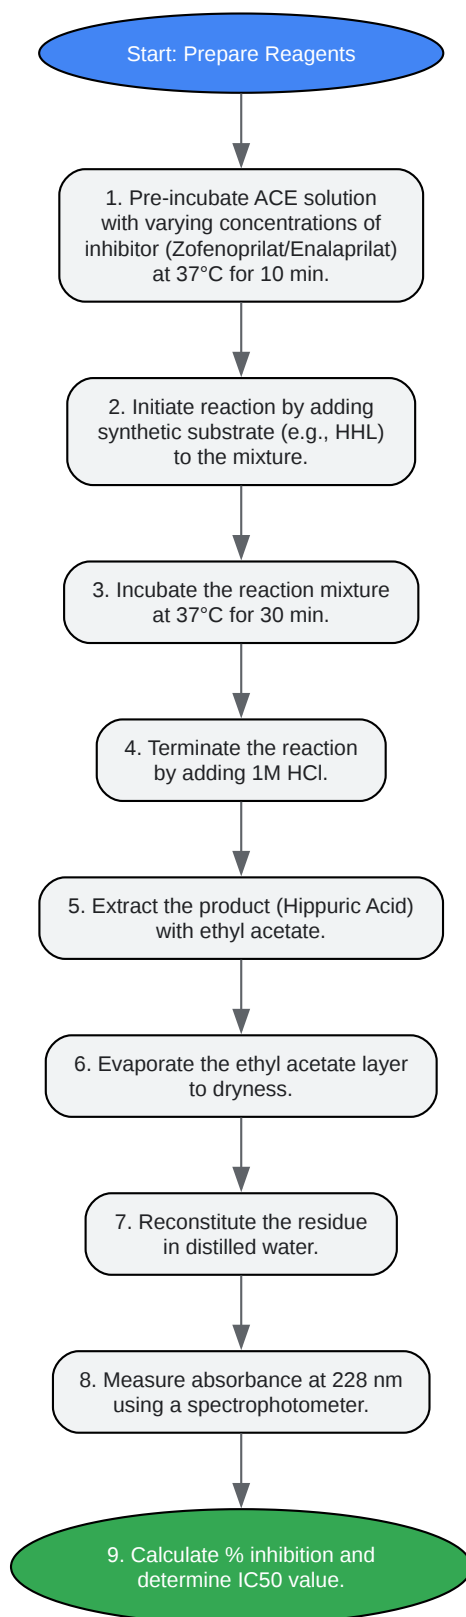 Start: Prepare Reagents
1. Pre-incubate ACE solution
with varying concentrations of
inhibitor (Zofenoprilat/Enalaprilat)
at 37°C for 10 min.
2. Initiate reaction by adding
synthetic substrate (e.g., HHL)
to the mixture.
3. Incubate the reaction mixture
at 37°C for 30 min.
4. Terminate the reaction
by adding 1M HCl.
5. Extract the product (Hippuric Acid)
with ethyl acetate.
6. Evaporate the ethyl acetate layer
to dryness.
7. Reconstitute the residue
in distilled water.
8. Measure absorbance at 228 nm
using a spectrophotometer.
9. Calculate % inhibition and
determine IC50 value.